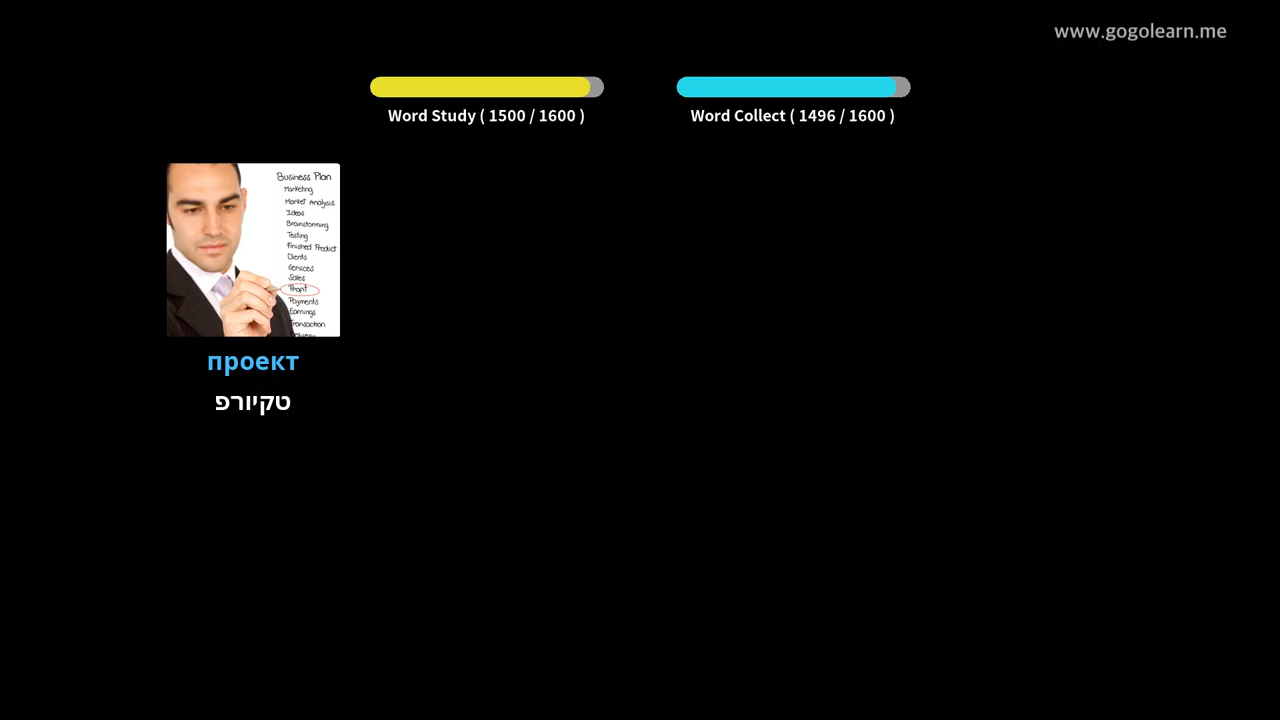 www.gogolearn.me
Word Study ( 1500 / 1600 )
Word Collect ( 1496 / 1600 )
Business Plan
Marketing
Market Analysis
Ideas
Brainstorming
Testing
Finished Product
Clients
Services
Sales
Profit
Payments
Earnings
Transaction
Delivery
проект
טקיורפ